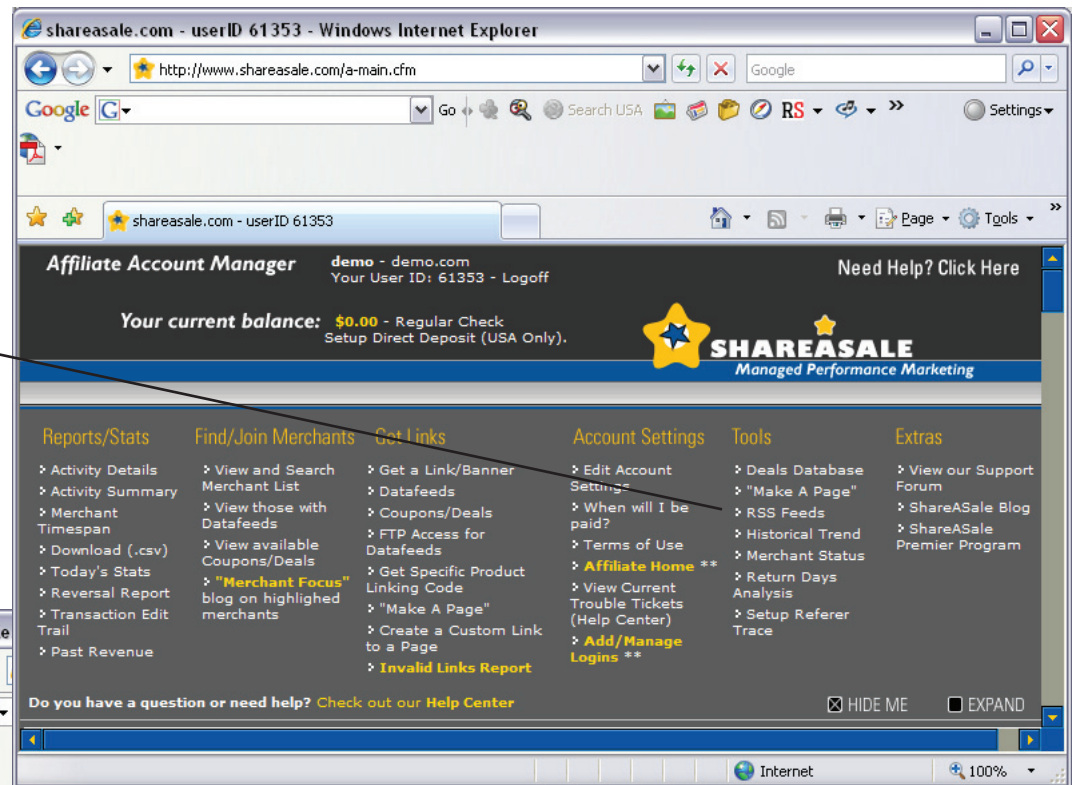 shareasale.com - userID 61353 - Windows Internet Explorer
http://www.shareasale.com/a-main.cfm
Google
Google G Go Search USA RS Settings
shareasale.com - userID 61353
Page Tools
Affiliate Account Manager
demo - demo.com
Your User ID: 61353 - Logoff
Need Help? Click Here
Your current balance: $0.00 - Regular Check
Setup Direct Deposit (USA Only).
SHAREASALE
Managed Performance Marketing
Reports/Stats
Activity Details
Activity Summary
Merchant
Timespan
Download (.csv)
Today's Stats
Reversal Report
Transaction Edit
Trail
Past Revenue
Find/Join Merchants
View and Search
Merchant List
View those with
Datafeeds
View available
Coupons/Deals
"Merchant Focus"
blog on highlighed
merchants
Get Links
Get a Link/Banner
Datafeeds
Coupons/Deals
FTP Access for
Datafeeds
Get Specific Product
Linking Code
"Make A Page"
Create a Custom Link
to a Page
Invalid Links Report
Account Settings
Edit Account
Settings
When will I be
paid?
Terms of Use
Affiliate Home **
View Current
Trouble Tickets
(Help Center)
Add/Manage
Logins **
Tools
Deals Database
"Make A Page"
RSS Feeds
Historical Trend
Merchant Status
Return Days
Analysis
Setup Referer
Trace
Extras
View our Support
Forum
ShareASale Blog
ShareASale
Premier Program
Do you have a question or need help? Check out our Help Center
HIDE ME EXPAND
Internet 100%